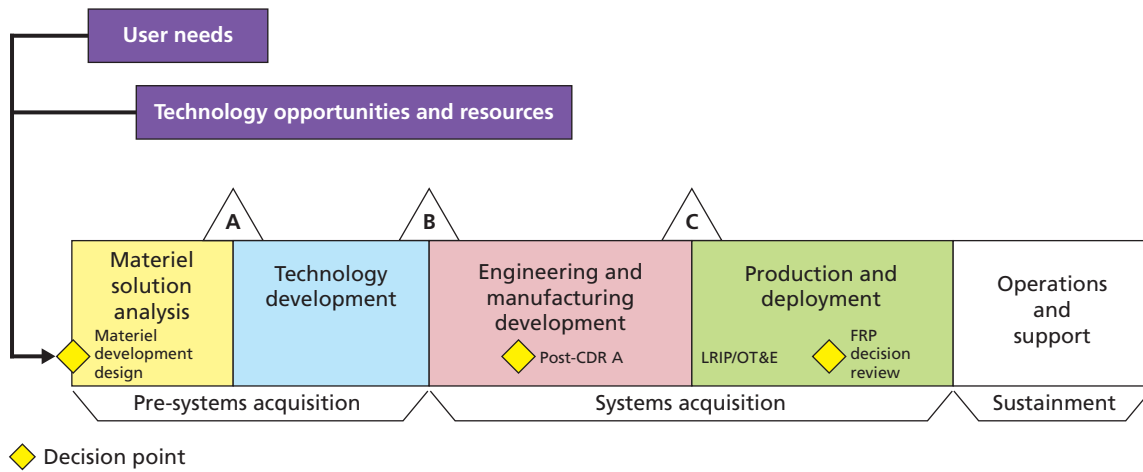 User needs
Technology opportunities and resources
A
B
C
Materiel
solution
analysis
Materiel
development
design
Technology
development
Engineering and
manufacturing
development
Post-CDR A
Production and
deployment
LRIP/OT&E
FRP
decision
review
Operations
and
support
Pre-systems acquisition
Systems acquisition
Sustainment
Decision point